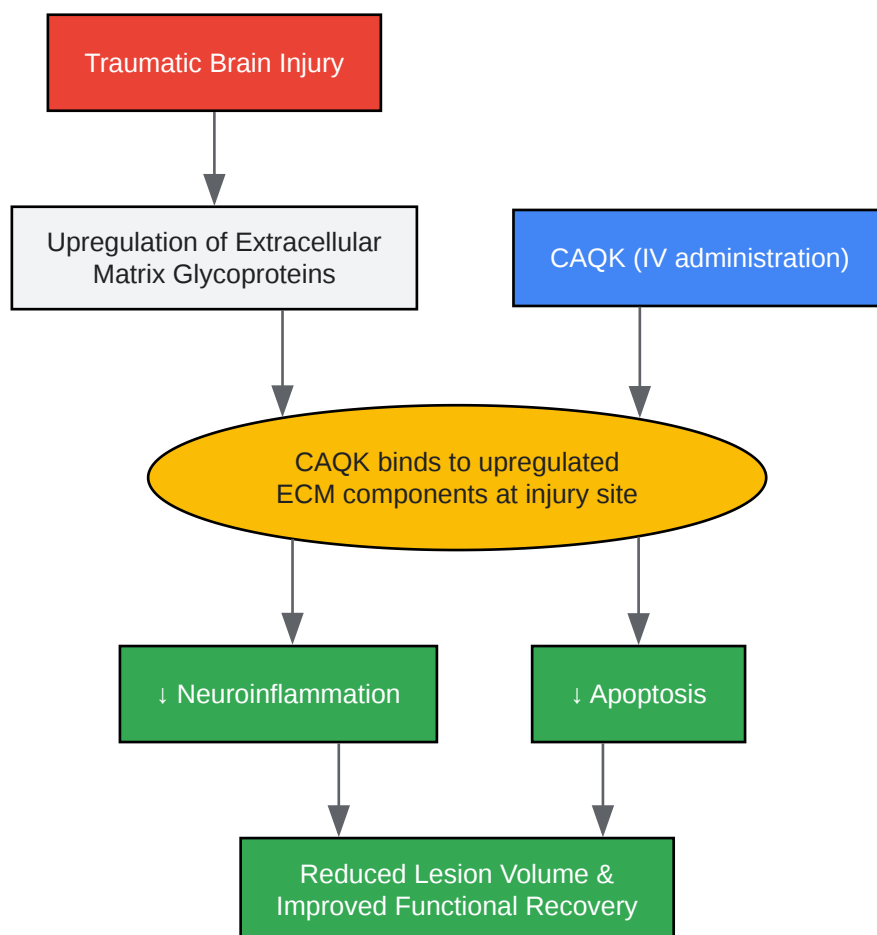 Traumatic Brain Injury
Upregulation of Extracellular
Matrix Glycoproteins
CAQK (IV administration)
CAQK binds to upregulated
ECM components at injury site
↓ Neuroinflammation
↓ Apoptosis
Reduced Lesion Volume &
Improved Functional Recovery